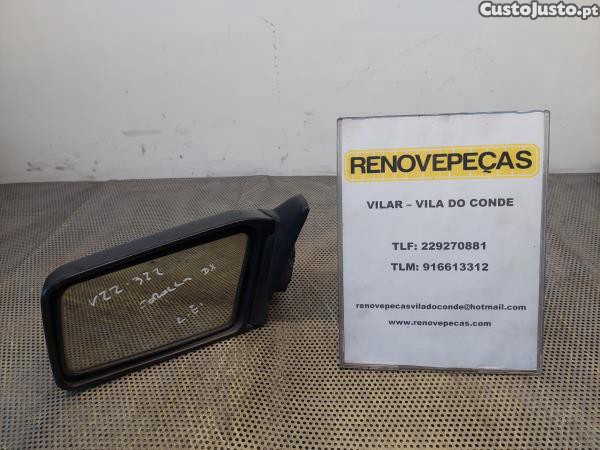 CustoJusto.pt
RENOVEPEÇAS
VILAR – VILA DO CONDE
TLF: 229270881
TLM: 916613312
renovepecasviladoconde@hotmail.com
www.renovepecas.com
V22.322
COROLLA DX
L.E.